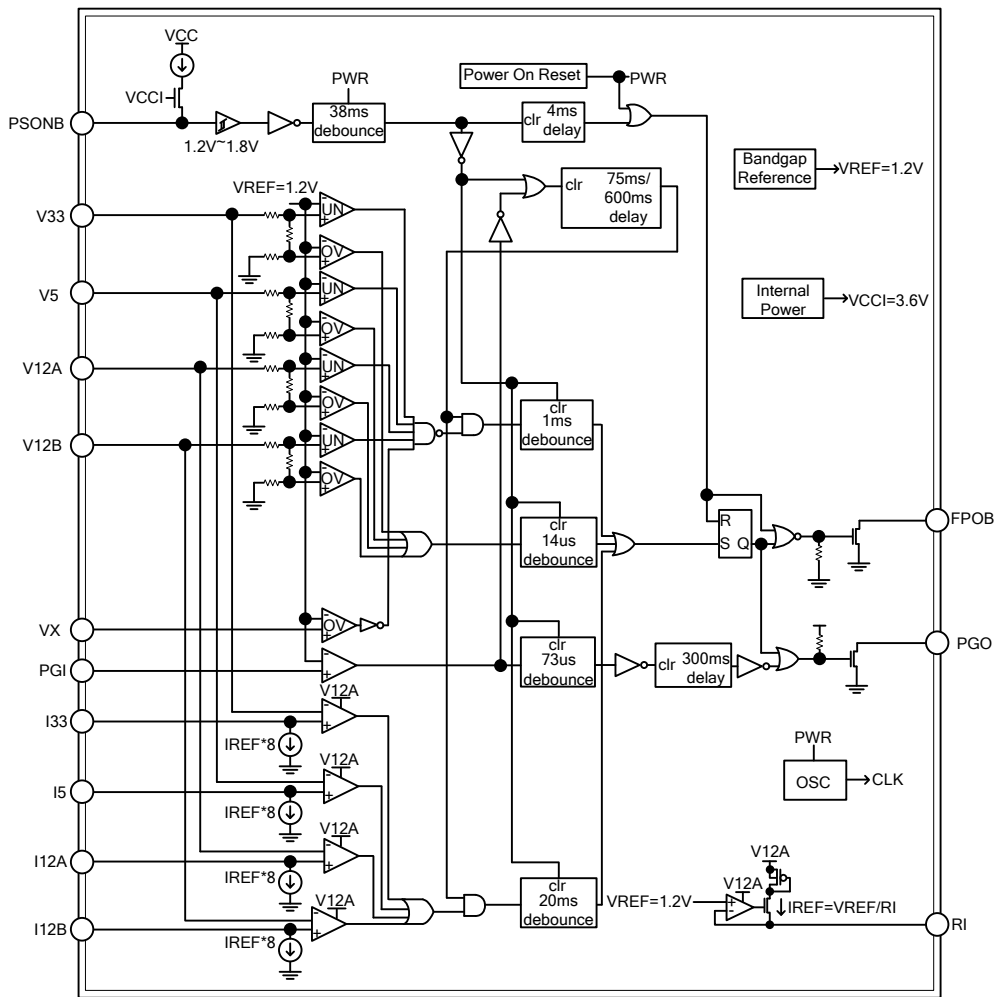 VCC
VCCI
PSONB
1.2V~1.8V
PWR
38ms
debounce
Power On Reset
PWR
clr
4ms
delay
Bandgap
Reference
VREF=1.2V
clr
75ms/
600ms
delay
VREF=1.2V
V33
-
UN
+
-
OV
+
Internal
Power
VCCI=3.6V
V5
-
UN
+
-
OV
+
V12A
-
UN
+
-
OV
+
clr
1ms
debounce
V12B
-
UN
+
-
OV
+
clr
14us
debounce
R
S
Q
FPOB
VX
-
OV
+
PGI
-
+
clr
73us
debounce
clr
300ms
delay
PGO
I33
V12A
-
+
IREF*8
PWR
OSC
CLK
I5
V12A
-
+
IREF*8
I12A
V12A
-
+
IREF*8
I12B
V12A
-
+
IREF*8
clr
20ms
debounce
VREF=1.2V
V12A
V12A
+
-
IREF=VREF/RI
RI